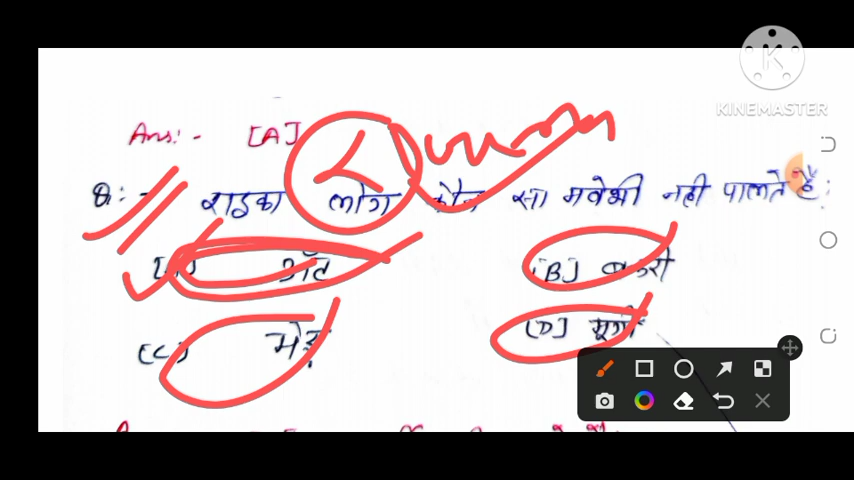 KINEMASTER
Ans:- [A]
Q:- राइका लोग कौन सा मवेशी नही पालते है:
[A] ऊँट [B] बकरी
[C] भेड़ [D] मूर्गी